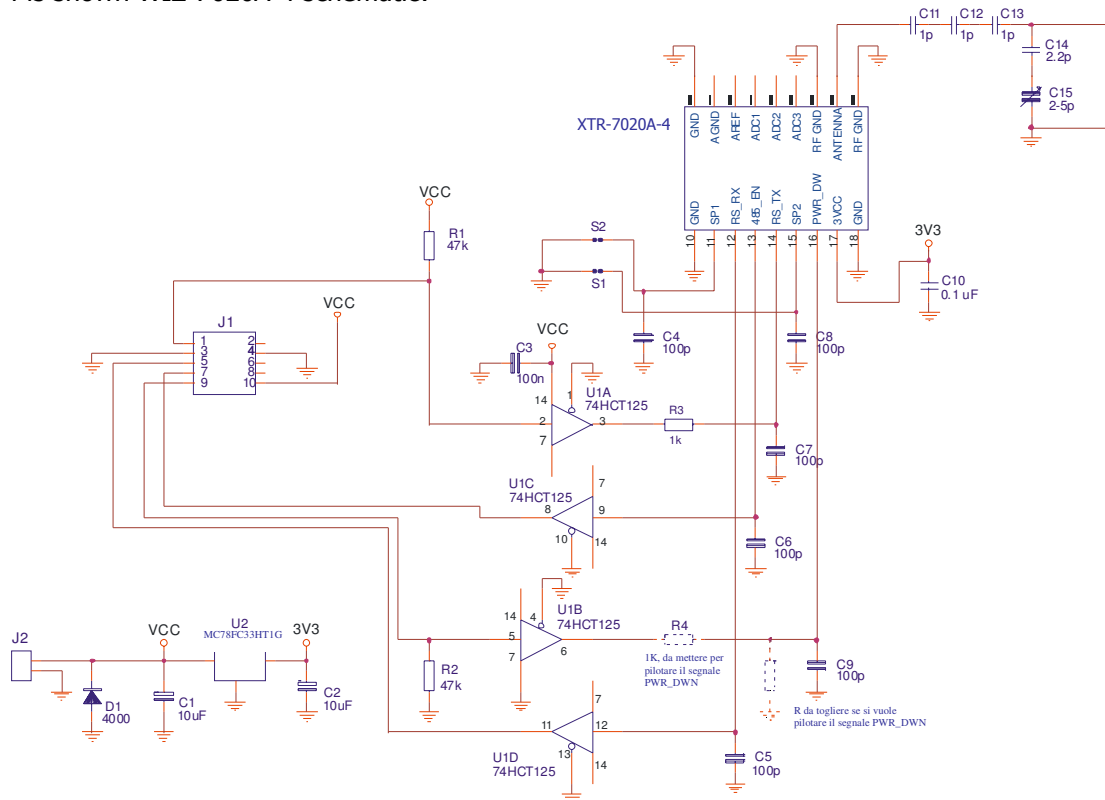 C11
1p
C12
1p
C13
1p
C14
2.2p
C15
2-5p
XTR-7020A-4
GND
AGND
AREF
ADC1
ADC2
ADC3
RF GND
ANTENNA
RF GND
GND
SP1
RS_RX
485_EN
RS_TX
SP2
PWR_DW
3VCC
GND
10
11
12
13
14
15
16
17
18
VCC
R1
47k
S2
S1
3V3
C10
0.1 uF
VCC
J1
1 2
3 4
5 6
7 8
9 10
C4
100p
C8
100p
VCC
C3
100n
U1A
74HCT125
14
1
2
3
7
R3
1k
C7
100p
U1C
74HCT125
7
8
9
10
14
C6
100p
U1B
74HCT125
14
4
5
6
7
R4
1K, da mettere per
pilotare il segnale
PWR_DWN
R2
47k
C9
100p
R da togliere se si vuole
pilotare il segnale PWR_DWN
J2
VCC
U2
MC78FC33HT1G
3V3
D1
4000
C1
10uF
C2
10uF
7
11
12
13
14
U1D
74HCT125
C5
100p